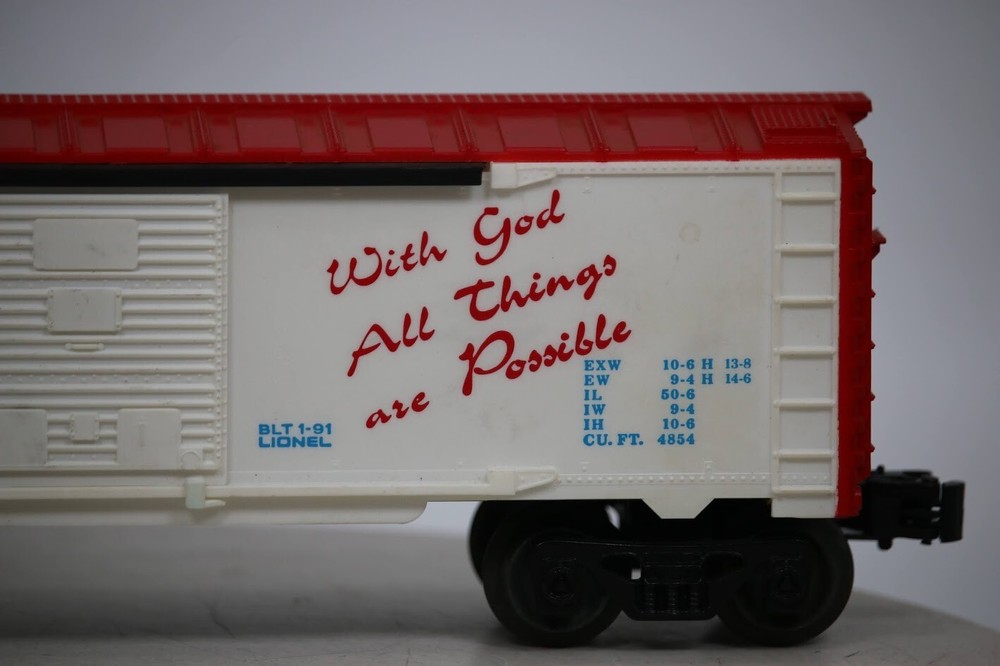 With God
All Things
are Possible
BLT 1-91
LIONEL
EXW 10-6 H 13-8
EW 9-4 H 14-6
IL 50-6
IW 9-4
IH 10-6
CU. FT. 4854